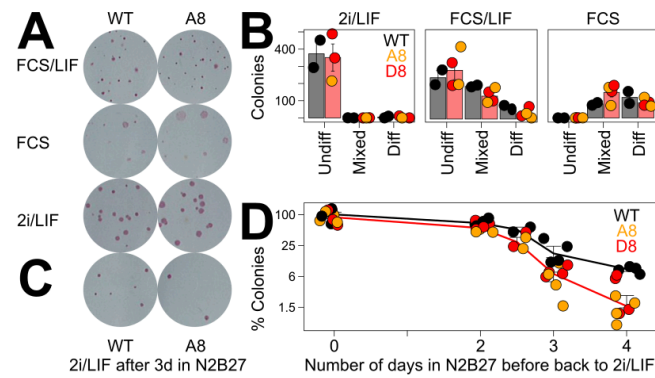 A
WT
A8
FCS/LIF
FCS
2i/LIF
C
WT
A8
2i/LIF after 3d in N2B27
B
2i/LIF
FCS/LIF
FCS
Colonies
400
100
WT
A8
D8
Undiff
Mixed
Diff
Undiff
Mixed
Diff
Undiff
Mixed
Diff
D
WT
A8
D8
% Colonies
100
25
6
1.5
0
2
3
4
Number of days in N2B27 before back to 2i/LIF